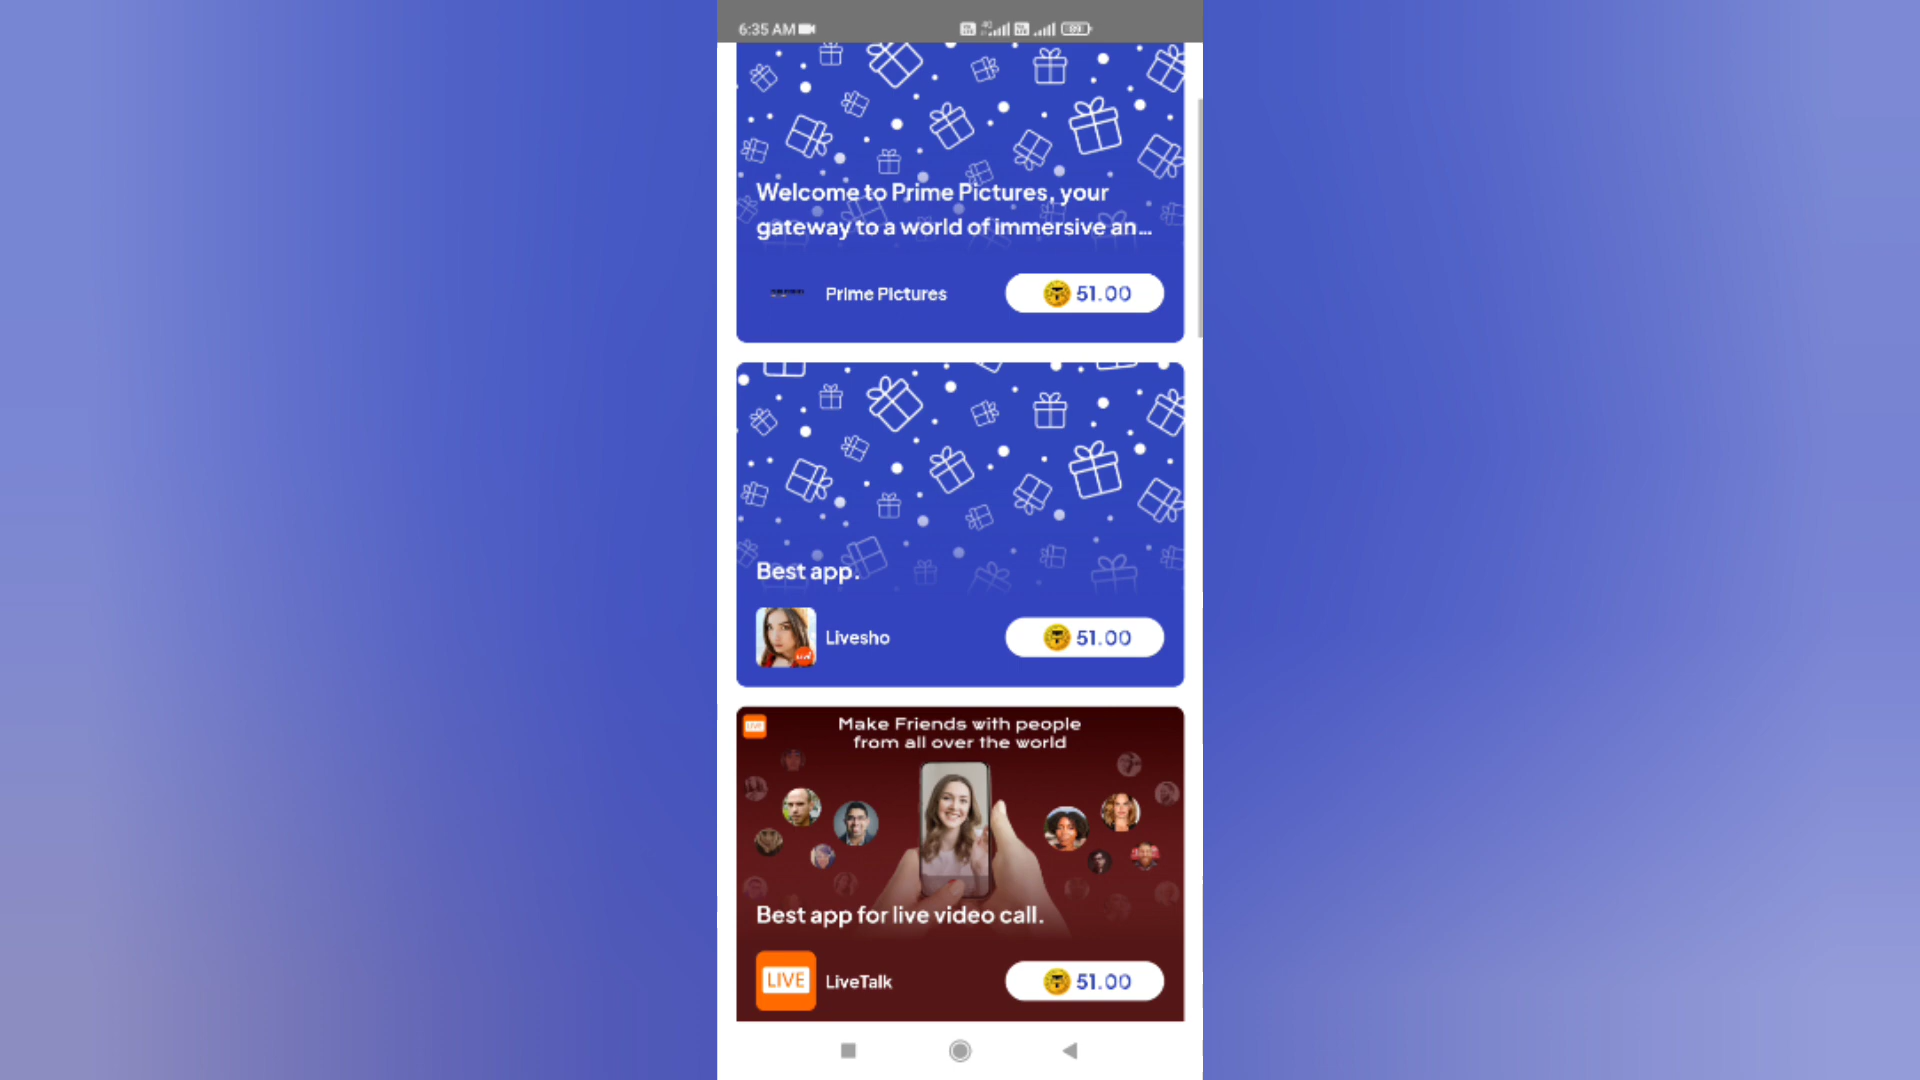 6:35 AM
4G
89
Welcome to Prime Pictures, your
gateway to a world of immersive an...
Prime Pictures
51.00
Best app.
Livesho
51.00
Make Friends with people
from all over the world
Best app for live video call.
LIVE
LiveTalk
51.00